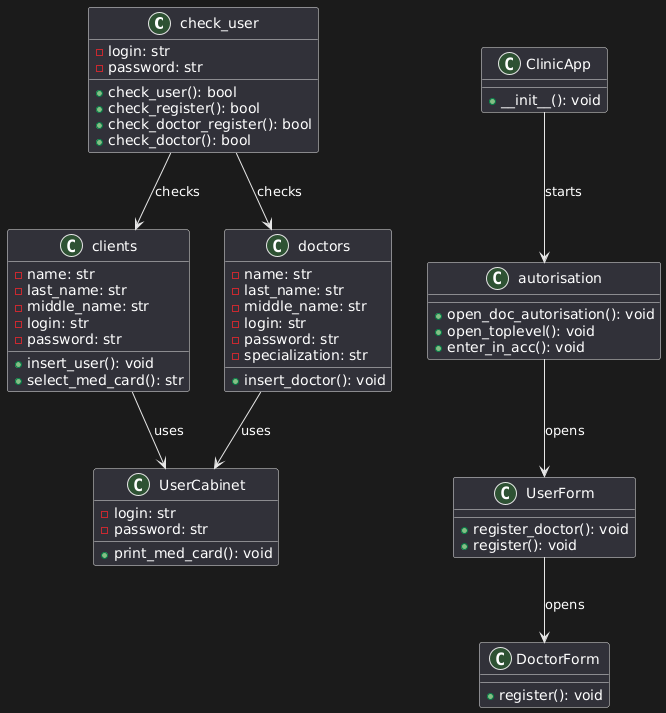 C check_user
login: str
password: str
check_user(): bool
check_register(): bool
check_doctor_register(): bool
check_doctor(): bool
C ClinicApp
__init__(): void
checks
checks
starts
C clients
name: str
last_name: str
middle_name: str
login: str
password: str
insert_user(): void
select_med_card(): str
C doctors
name: str
last_name: str
middle_name: str
login: str
password: str
specialization: str
insert_doctor(): void
C autorisation
open_doc_autorisation(): void
open_toplevel(): void
enter_in_acc(): void
uses
uses
opens
C UserCabinet
login: str
password: str
print_med_card(): void
C UserForm
register_doctor(): void
register(): void
opens
C DoctorForm
register(): void